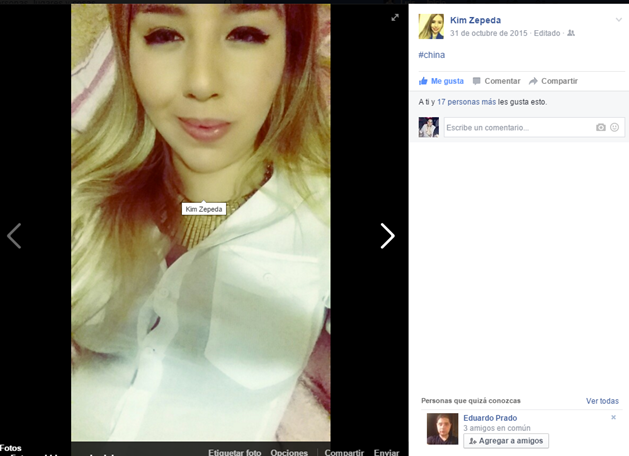 Kim Zepeda
31 de octubre de 2015 · Editado ·
#china
Me gusta Comentar Compartir
A ti y 17 personas más les gusta esto.
Escribe un comentario...
Kim Zepeda
Personas que quizá conozcas Ver todas
Eduardo Prado
3 amigos en común
Agregar a amigos
Fotos
Etiquetar foto Opciones Compartir Enviar